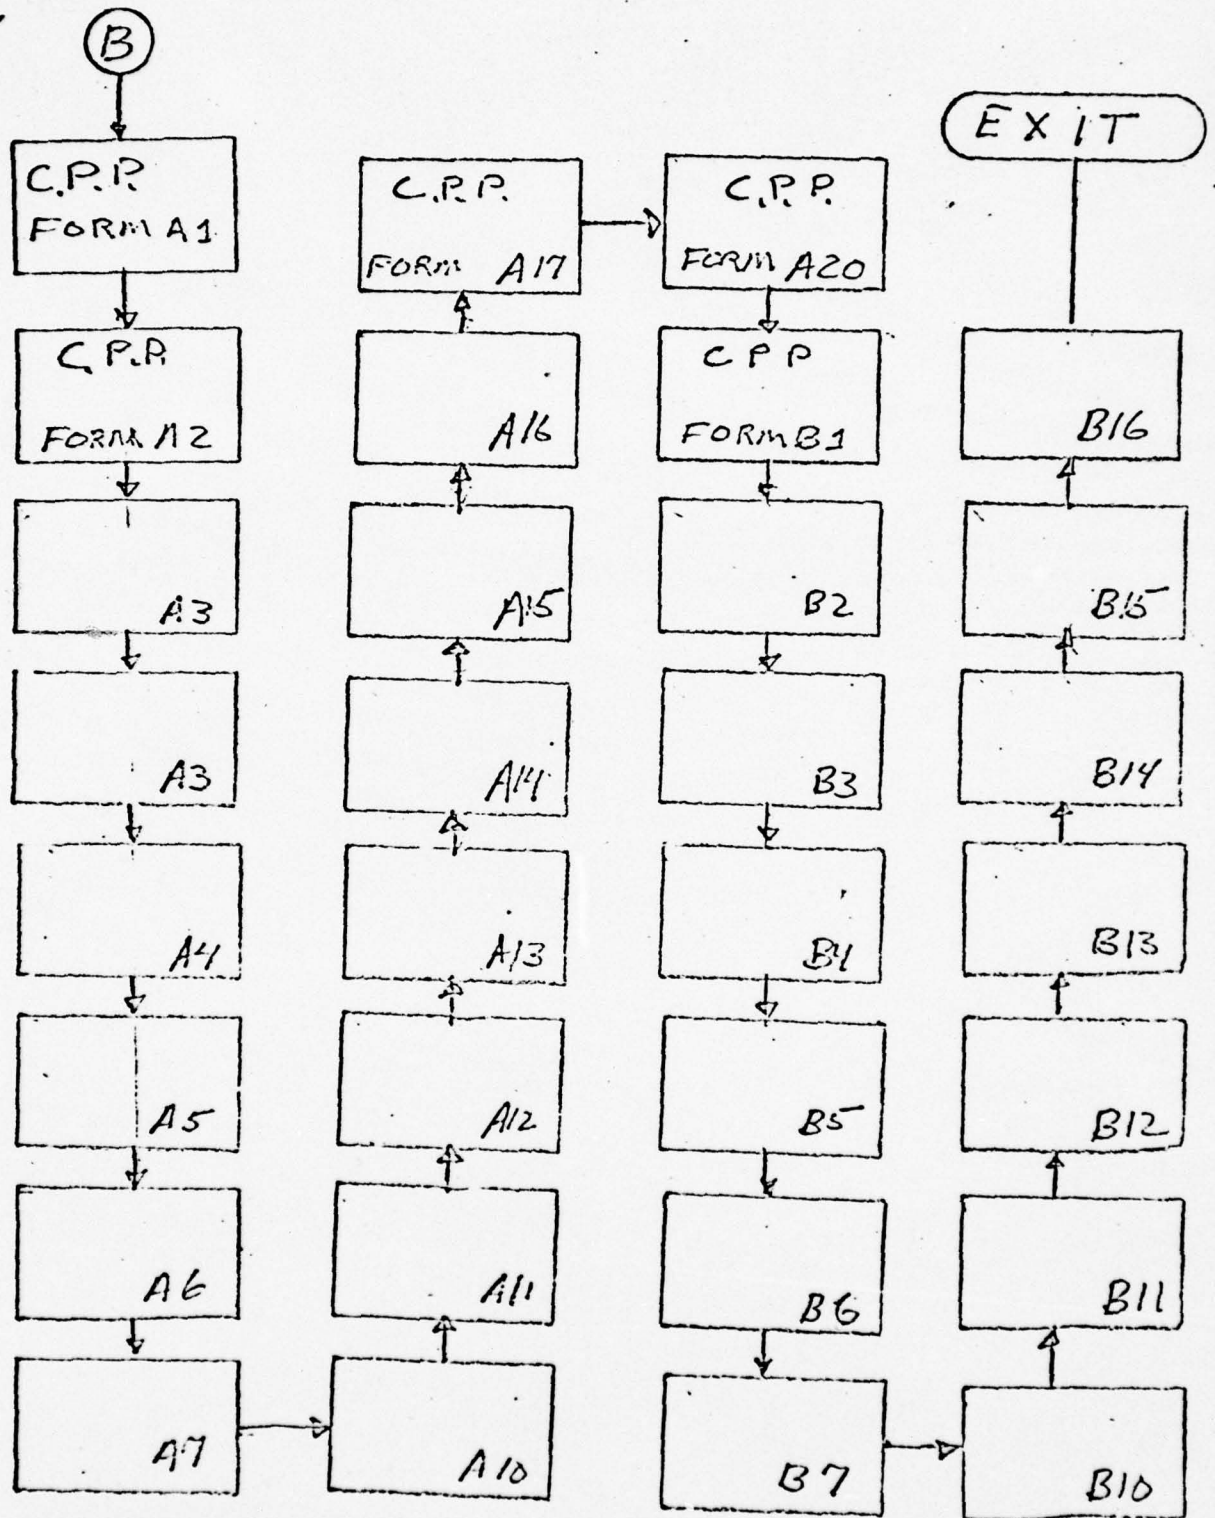 B
C.P.P.
FORM A1
C.P.P.
FORM A2
A3
A3
A4
A5
A6
A7
A10
A11
A12
A13
A14
A15
A16
C.P.P.
FORM A17
C.P.P.
FORM A20
C P P
FORM B1
B2
B3
B4
B5
B6
B7
B10
B11
B12
B13
B14
B15
B16
EXIT